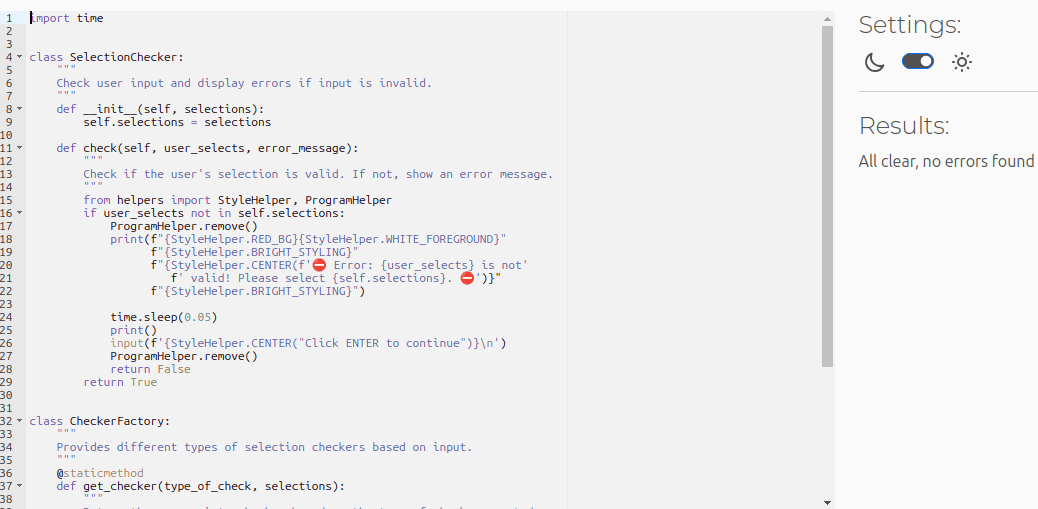 1 import time
2
3
4 class SelectionChecker:
5     """
6     Check user input and display errors if input is invalid.
7     """
8     def __init__(self, selections):
9         self.selections = selections
10
11     def check(self, user_selects, error_message):
12         """
13         Check if the user's selection is valid. If not, show an error message.
14         """
15         from helpers import StyleHelper, ProgramHelper
16         if user_selects not in self.selections:
17             ProgramHelper.remove()
18             print(f"{StyleHelper.RED_BG}{StyleHelper.WHITE_FOREGROUND}"
19                   f"{StyleHelper.BRIGHT_STYLING}"
20                   f"{StyleHelper.CENTER(f'⛔ Error: {user_selects} is not'
21                      f' valid! Please select {self.selections}. ⛔')}"
22                   f"{StyleHelper.BRIGHT_STYLING}")
23
24             time.sleep(0.05)
25             print()
26             input(f'{StyleHelper.CENTER("Click ENTER to continue")}\n')
27             ProgramHelper.remove()
28             return False
29         return True
30
31
32 class CheckerFactory:
33     """
34     Provides different types of selection checkers based on input.
35     """
36     @staticmethod
37     def get_checker(type_of_check, selections):
38         """
Settings:
Results:
All clear, no errors found